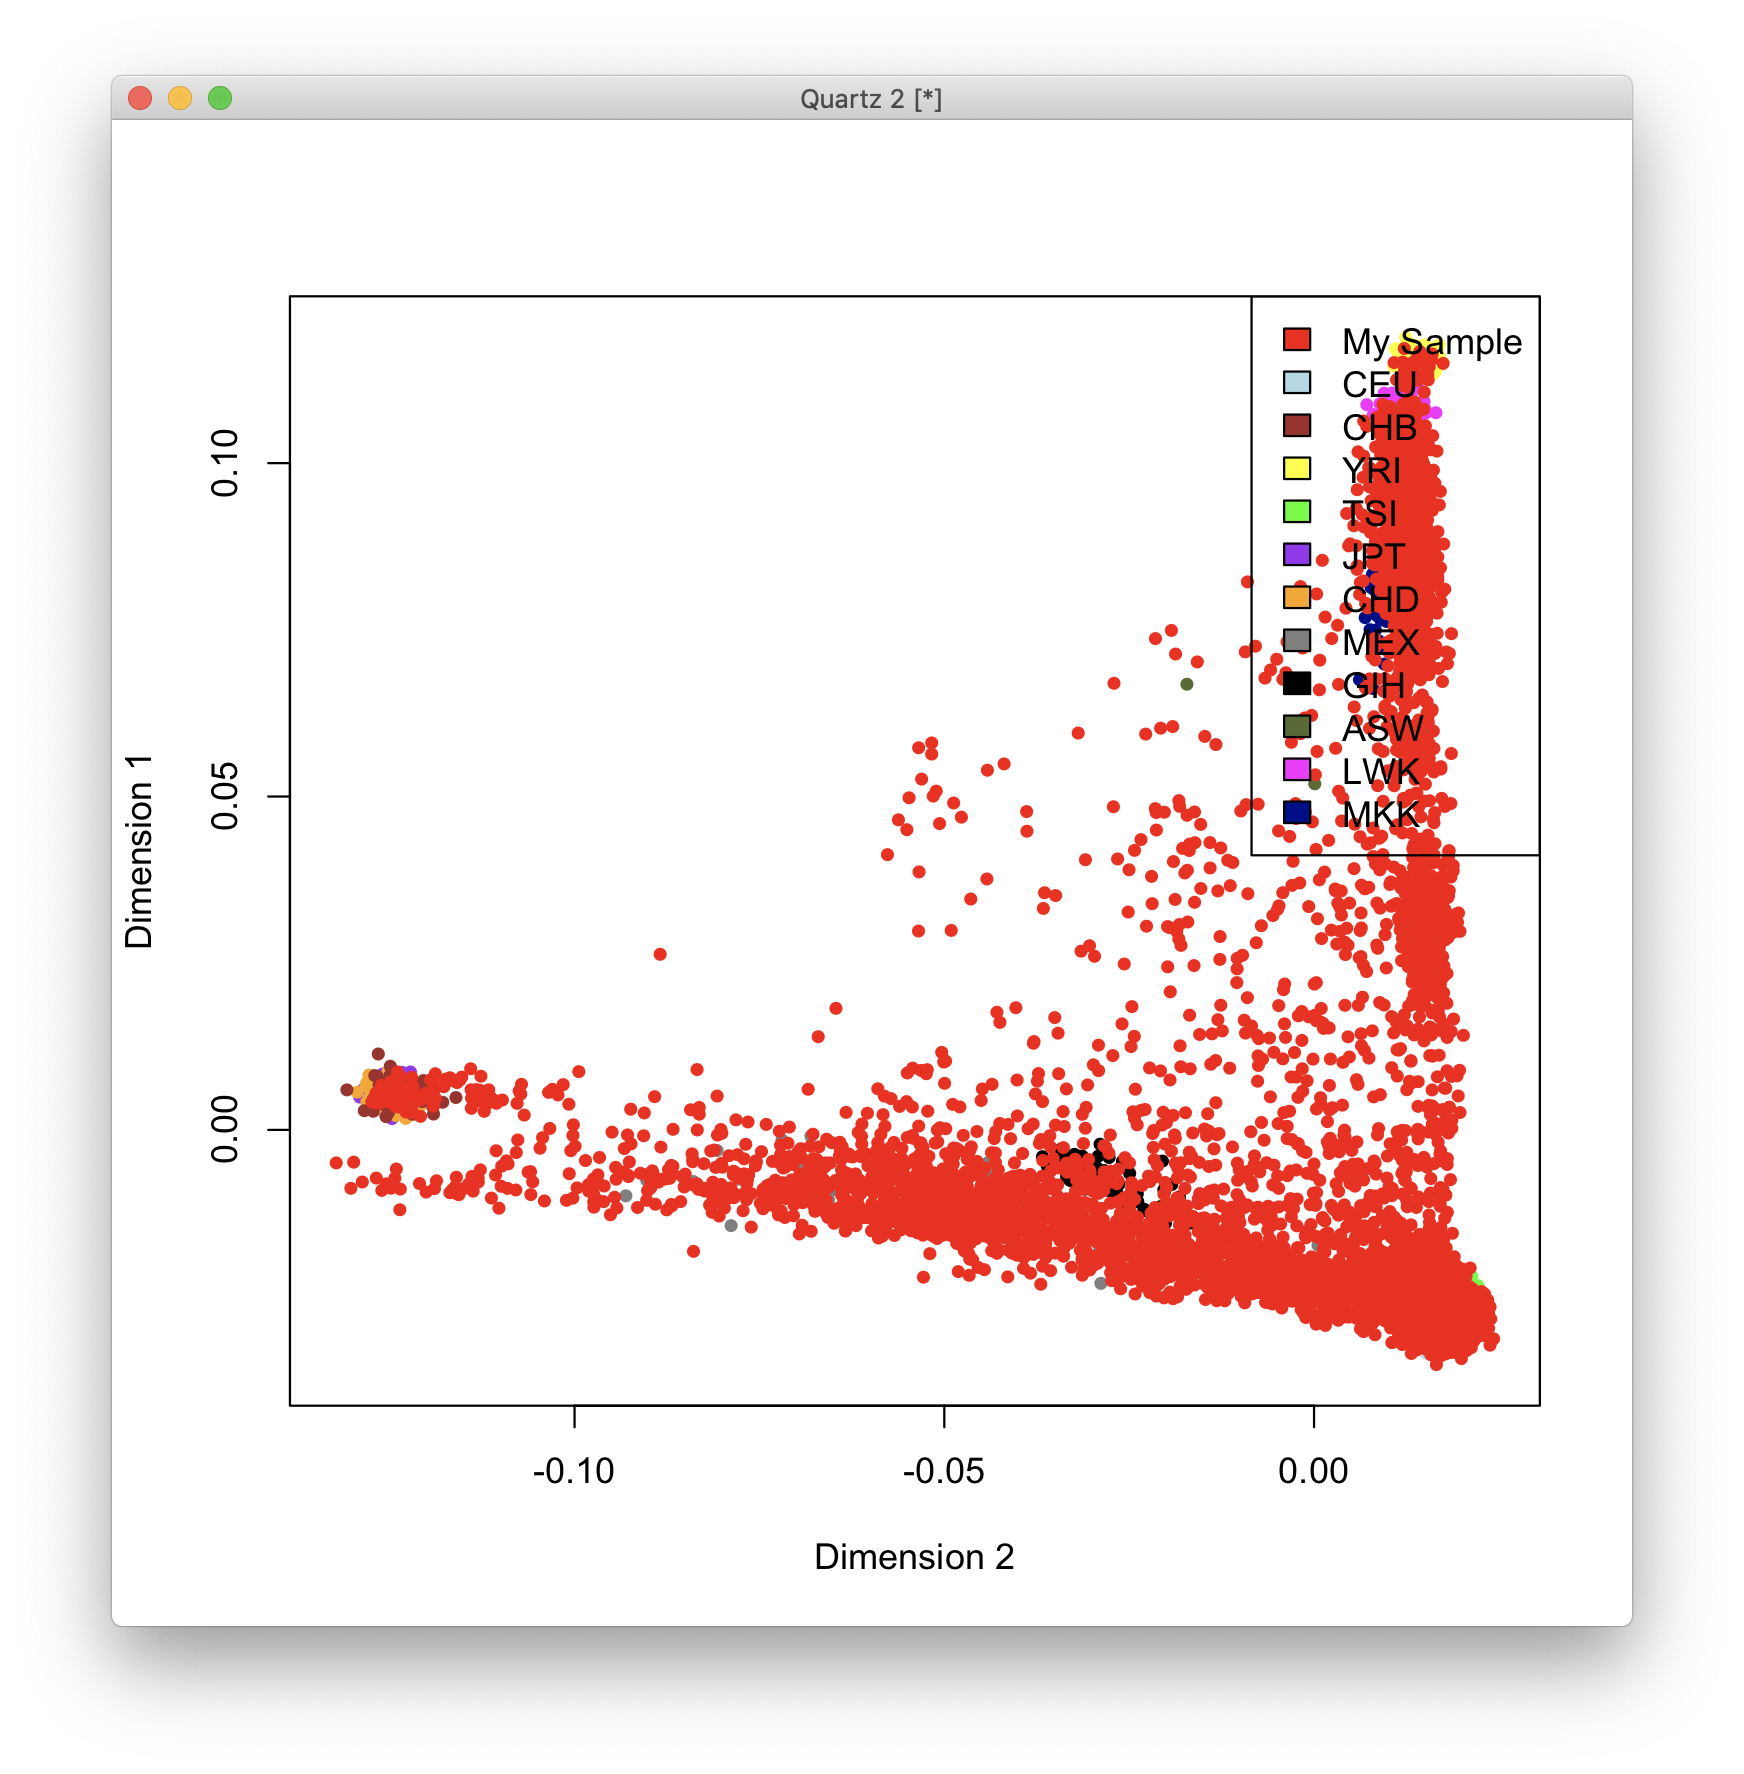 Quartz 2 [*]
My Sample
CEU
CHB
YRI
TSI
JPT
CHD
MEX
GIH
ASW
LWK
MKK
Dimension 1
0.10
0.05
0.00
-0.10
-0.05
0.00
Dimension 2